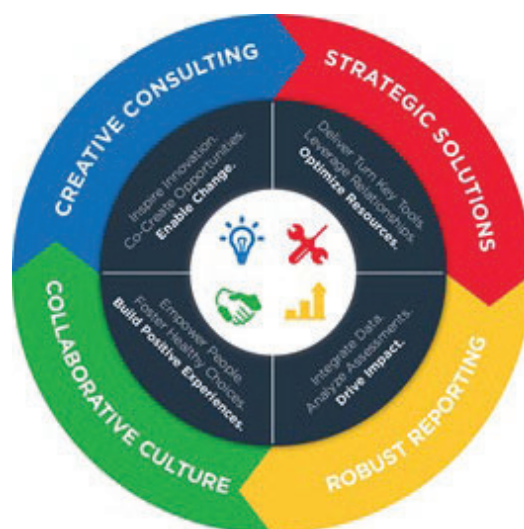 CREATIVE CONSULTING
Inspire Innovation.
Co-Create Opportunities.
Enable Change.
STRATEGIC SOLUTIONS
Deliver Turn Key Tools.
Leverage Relationships.
Optimize Resources.
COLLABORATIVE CULTURE
Empower People.
Foster Healthy Choices.
Build Positive Experiences.
ROBUST REPORTING
Integrate Data.
Analyze Assessments.
Drive Impact.